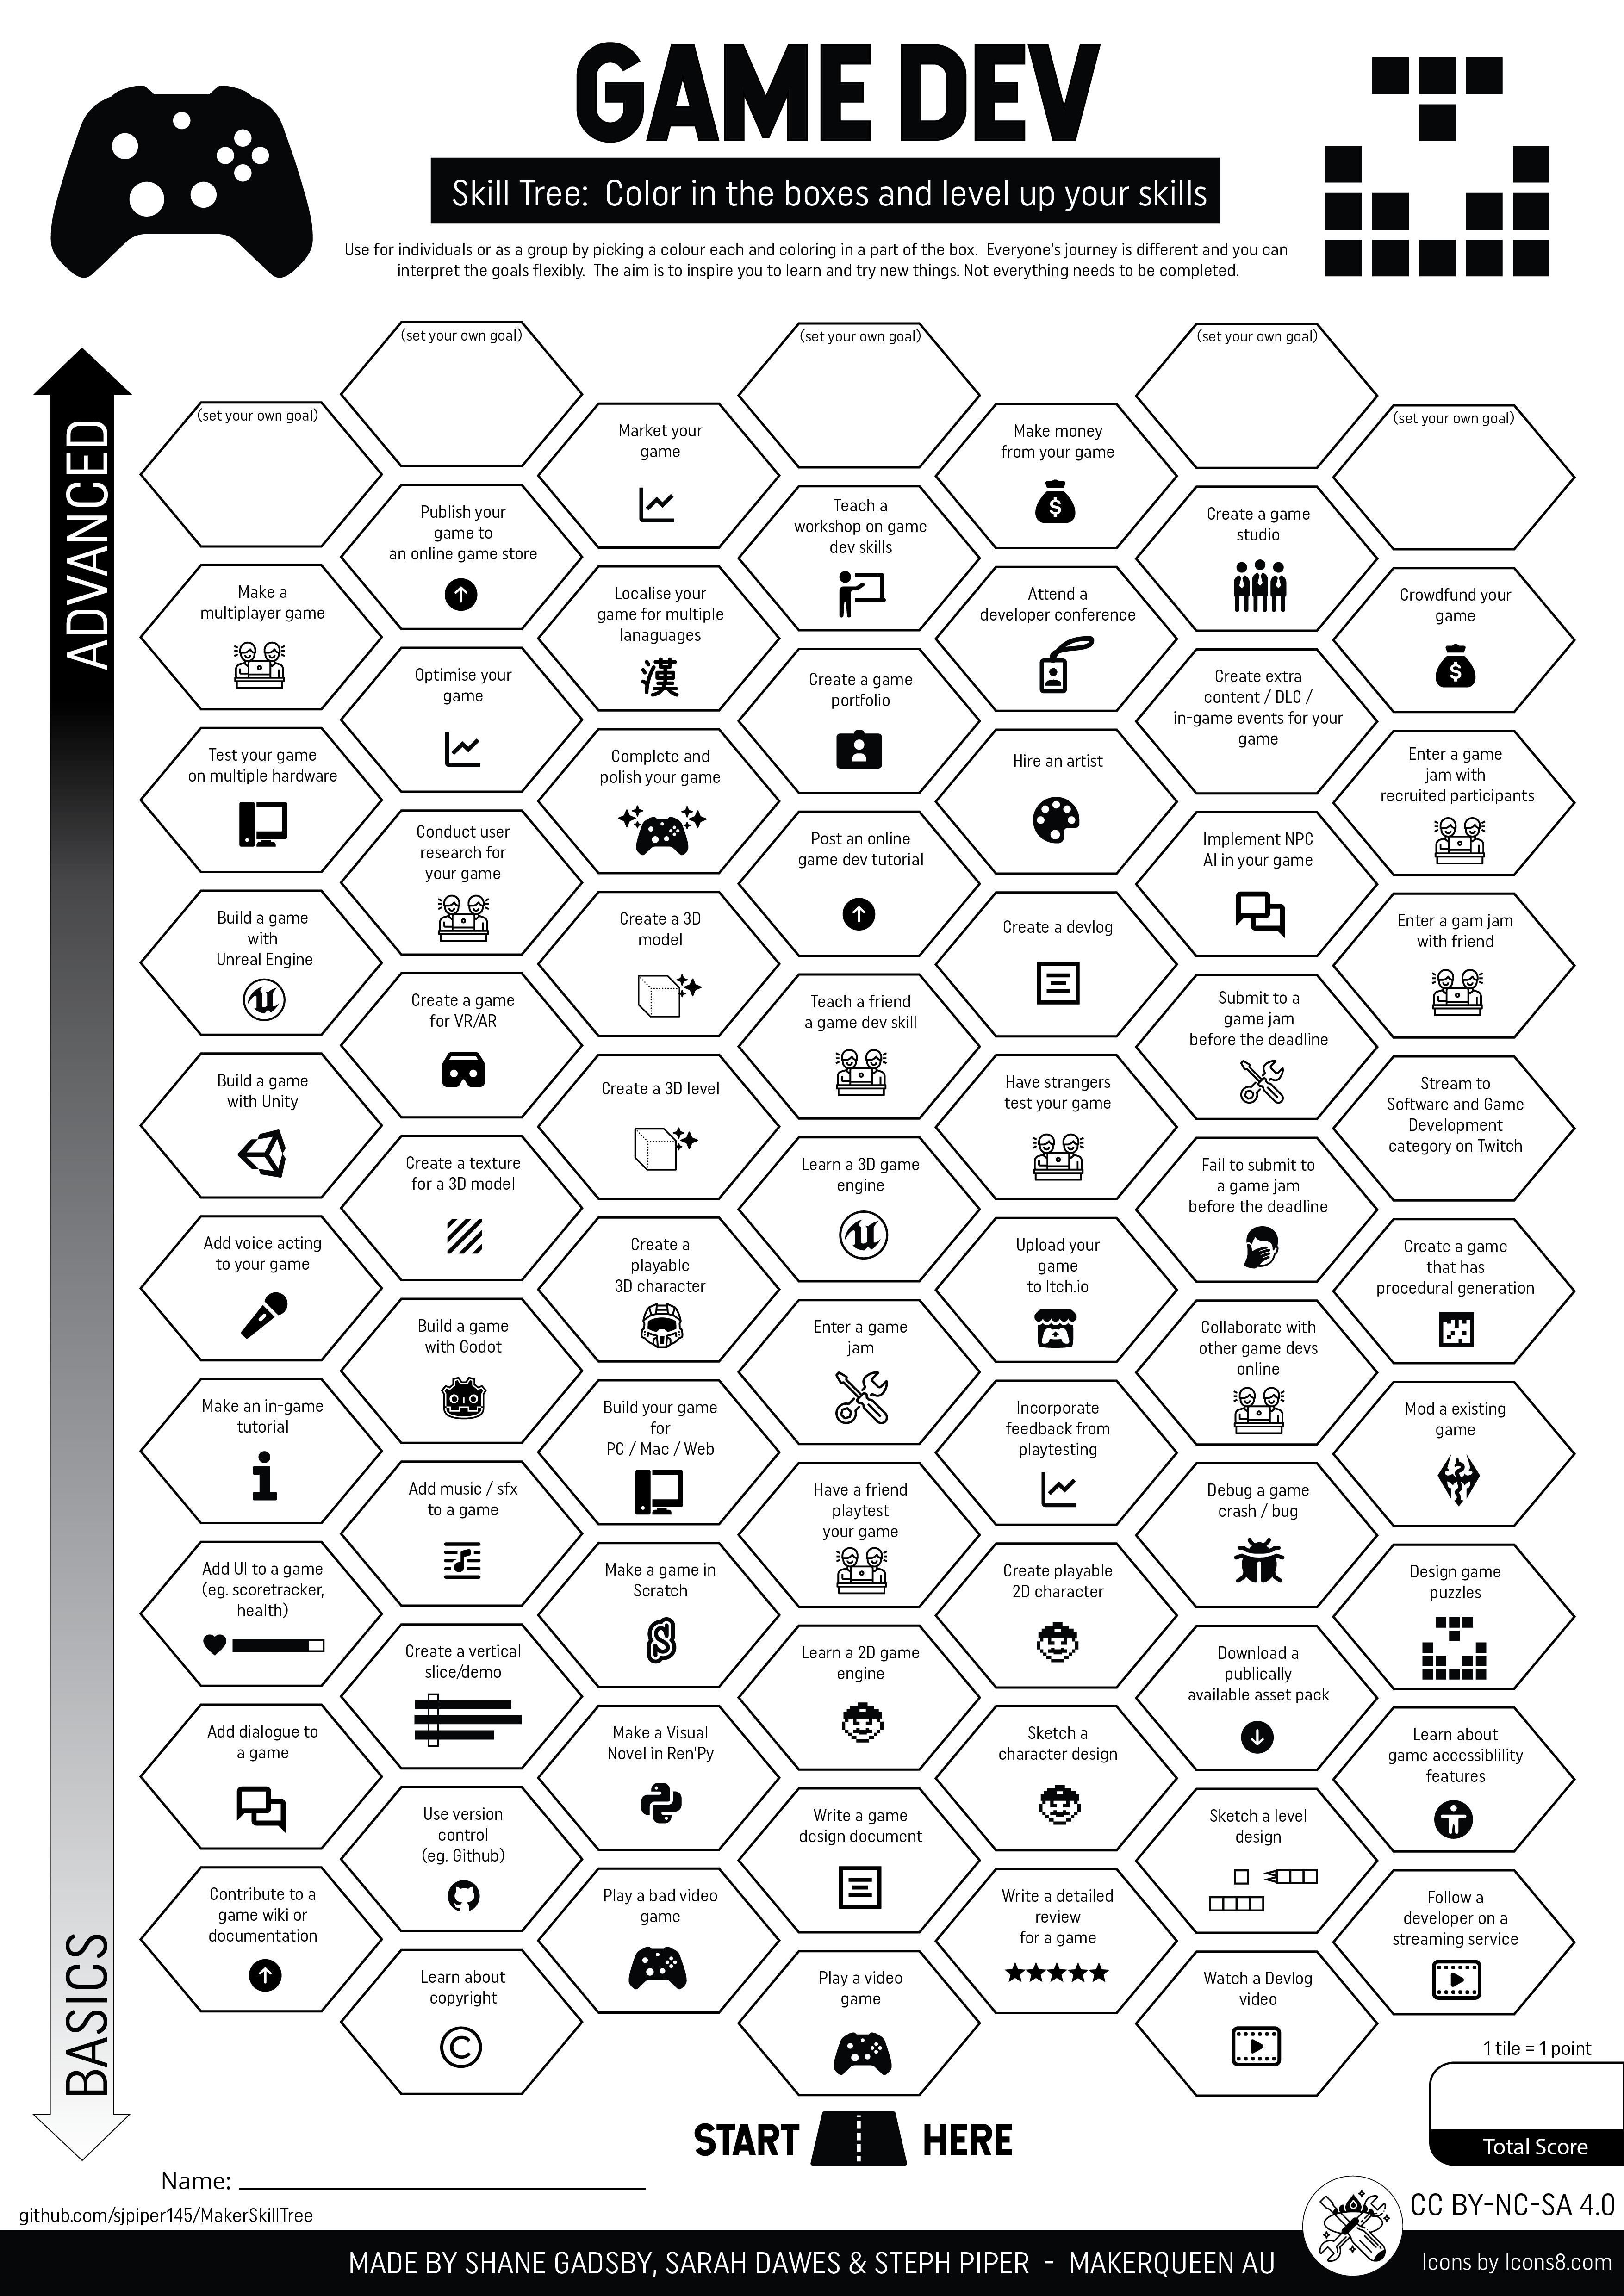 GAME DEV
Skill Tree: Color in the boxes and level up your skills
Use for individuals or as a group by picking a colour each and coloring in a part of the box. Everyone's journey is different and you can
interpret the goals flexibly. The aim is to inspire you to learn and try new things. Not everything needs to be completed.
ADVANCED
BASICS
(set your own goal)
(set your own goal)
(set your own goal)
(set your own goal)
(set your own goal)
Market your
game
Make money
from your game
Publish your
game to
an online game store
Teach a
workshop on game
dev skills
Create a game
studio
$
Make a
multiplayer game
Localise your
game for multiple
lanaguages
漢
Attend a
developer conference
Crowdfund your
game
$
Optimise your
game
Create a game
portfolio
Create extra
content / DLC /
in-game events for your
game
Test your game
on multiple hardware
Complete and
polish your game
Hire an artist
Enter a game
jam with
recruited participants
Conduct user
research for
your game
Post an online
game dev tutorial
Implement NPC
AI in your game
Build a game
with
Unreal Engine
Create a 3D
model
Create a devlog
Enter a gam jam
with friend
Create a game
for VR/AR
Teach a friend
a game dev skill
Submit to a
game jam
before the deadline
Build a game
with Unity
Create a 3D level
Have strangers
test your game
Stream to
Software and Game
Development
category on Twitch
Create a texture
for a 3D model
Learn a 3D game
engine
Fail to submit to
a game jam
before the deadline
Add voice acting
to your game
Create a
playable
3D character
Upload your
game
to Itch.io
Create a game
that has
procedural generation
Build a game
with Godot
Enter a game
jam
Collaborate with
other game devs
online
Make an in-game
tutorial
Build your game
for
PC / Mac / Web
Incorporate
feedback from
playtesting
Mod a existing
game
Add music / sfx
to a game
Have a friend
playtest
your game
Debug a game
crash / bug
Add UI to a game
(eg. scoretracker,
health)
Make a game in
Scratch
Create playable
2D character
Design game
puzzles
Create a vertical
slice/demo
Learn a 2D game
engine
Download a
publically
available asset pack
Add dialogue to
a game
Make a Visual
Novel in Ren'Py
Sketch a
character design
Learn about
game accessiblility
features
Use version
control
(eg. Github)
Write a game
design document
Sketch a level
design
Contribute to a
game wiki or
documentation
Play a bad video
game
Write a detailed
review
for a game
Follow a
developer on a
streaming service
Learn about
copyright
©
Play a video
game
Watch a Devlog
video
1 tile = 1 point
Total Score
START HERE
Name:
github.com/sjpiper145/MakerSkillTree
CC BY-NC-SA 4.0
MADE BY SHANE GADSBY, SARAH DAWES & STEPH PIPER - MAKERQUEEN AU
Icons by Icons8.com